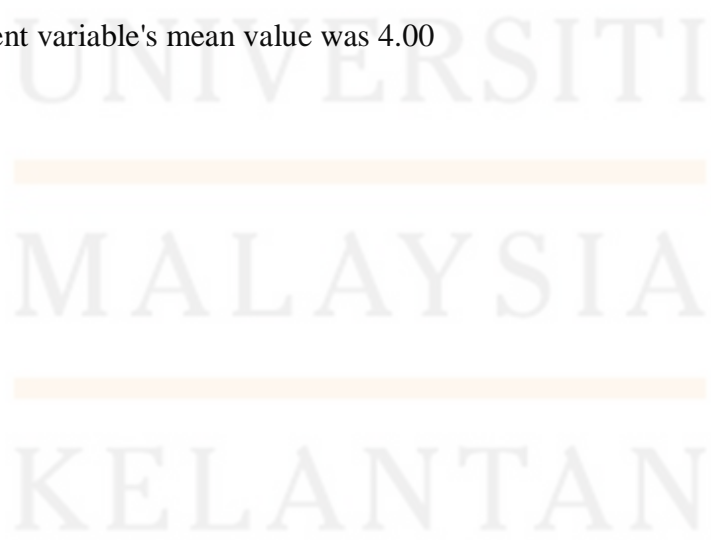 ent variable's mean value was 4.00
UNIVERSITI
MALAYSIA
KELANTAN